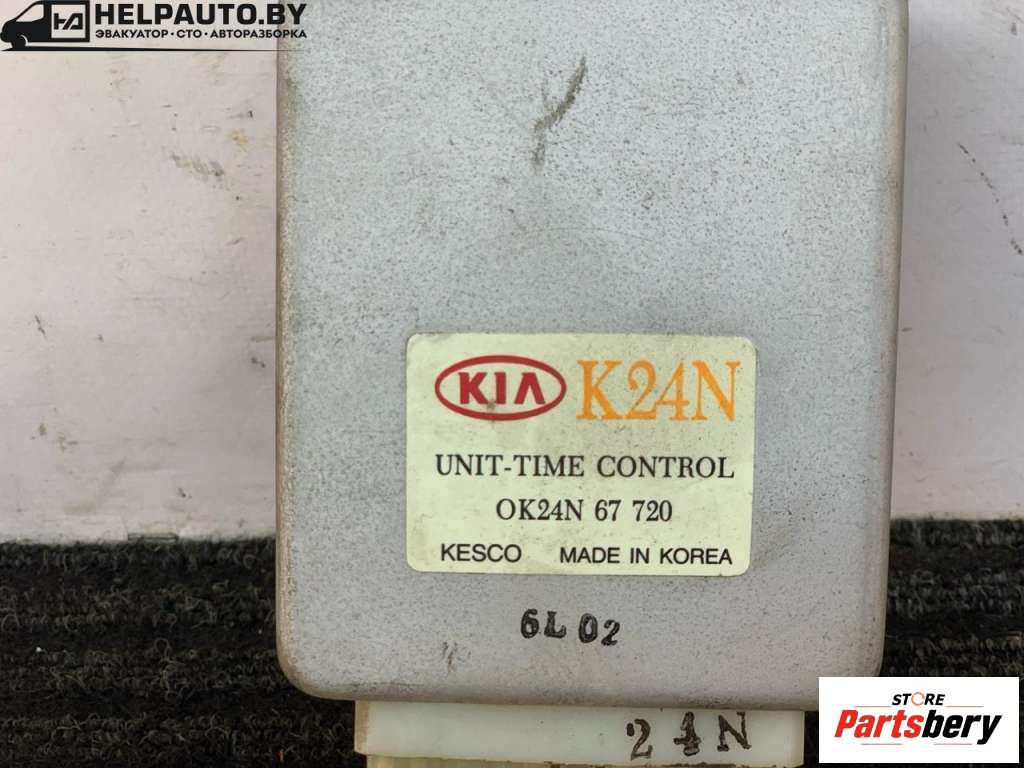 HELPAUTO.BY
ЭВАКУАТОР • СТО • АВТОРАЗБОРКА
KIA K24N
UNIT-TIME CONTROL
OK24N 67 720
KESCO MADE IN KOREA
6L 02
24N
STORE
Partsbery